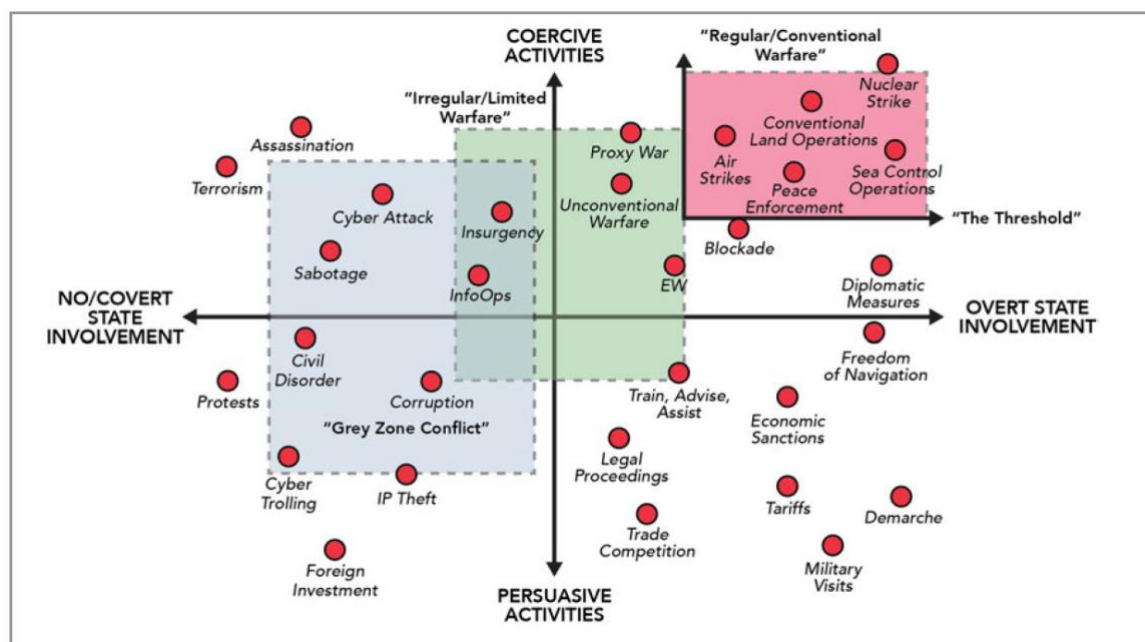 COERCIVE
ACTIVITIES
"Regular/Conventional
Warfare"
"Irregular/Limited
Warfare"
Nuclear
Strike
Conventional
Land Operations
Assassination
Proxy War
Air
Strikes
Sea Control
Operations
Terrorism
Peace
Enforcement
Cyber Attack
Unconventional
Warfare
Insurgency
"The Threshold"
Blockade
Sabotage
InfoOps
EW
Diplomatic
Measures
NO/COVERT
STATE
INVOLVEMENT
OVERT STATE
INVOLVEMENT
Civil
Disorder
Freedom
of Navigation
Protests
Corruption
Train, Advise,
Assist
Economic
Sanctions
"Grey Zone Conflict"
Legal
Proceedings
Cyber
Trolling
IP Theft
Tariffs
Demarche
Trade
Competition
Foreign
Investment
Military
Visits
PERSUASIVE
ACTIVITIES